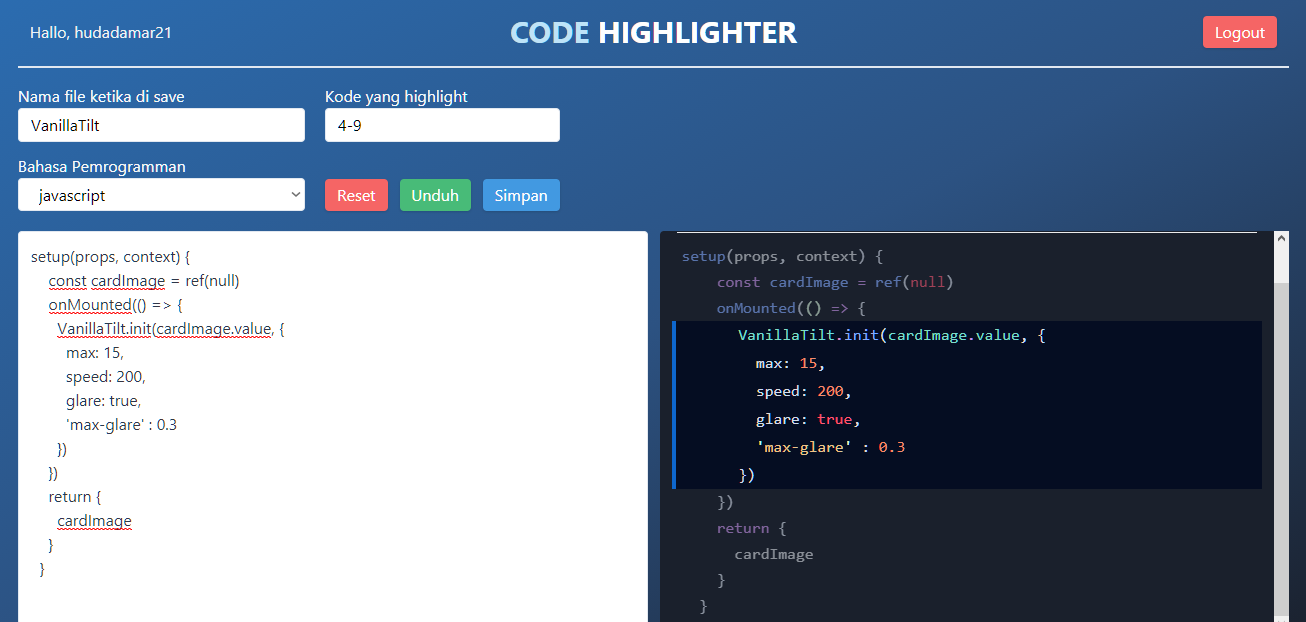 Hallo, hudadamar21
CODE HIGHLIGHTER
Logout
Nama file ketika di save
VanillaTilt
Kode yang highlight
4-9
Bahasa Pemrogramman
javascript
Reset
Unduh
Simpan
setup(props, context) {
const cardImage = ref(null)
onMounted(() => {
VanillaTilt.init(cardImage.value, {
max: 15,
speed: 200,
glare: true,
'max-glare' : 0.3
})
})
return {
cardImage
}
}
setup(props, context) {
const cardImage = ref(null)
onMounted(() => {
VanillaTilt.init(cardImage.value, {
max: 15,
speed: 200,
glare: true,
'max-glare' : 0.3
})
})
return {
cardImage
}
}